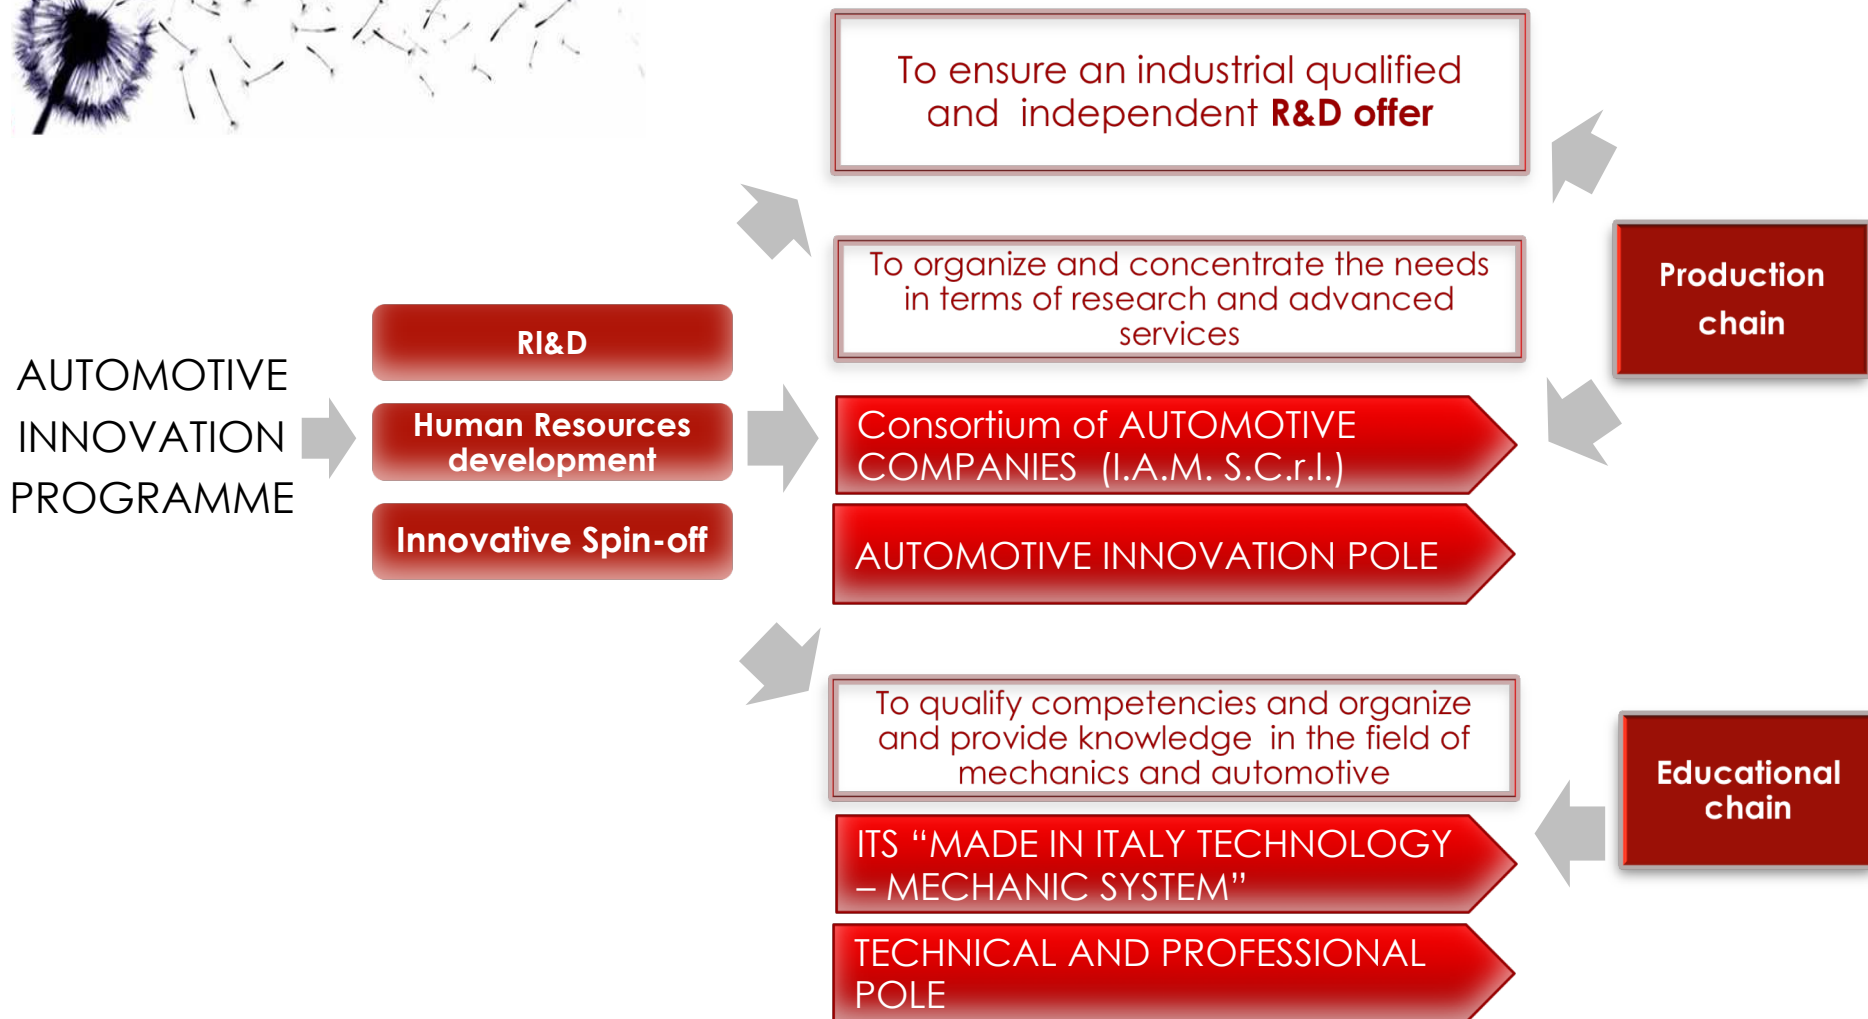 To ensure an industrial qualified
and independent R&D offer
To organize and concentrate the needs
in terms of research and advanced
services
Production
chain
AUTOMOTIVE
INNOVATION
PROGRAMME
RI&D
Human Resources
development
Innovative Spin-off
Consortium of AUTOMOTIVE
COMPANIES (I.A.M. S.C.r.l.)
AUTOMOTIVE INNOVATION POLE
To qualify competencies and organize
and provide knowledge in the field of
mechanics and automotive
Educational
chain
ITS “MADE IN ITALY TECHNOLOGY
– MECHANIC SYSTEM”
TECHNICAL AND PROFESSIONAL
POLE